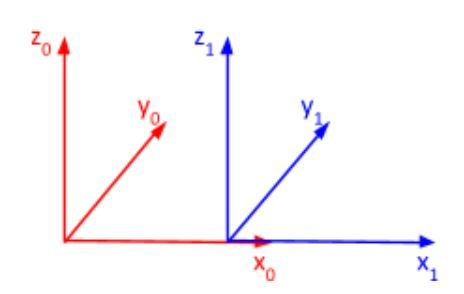 z₀
z₁
y₀
y₁
x₀
x₁